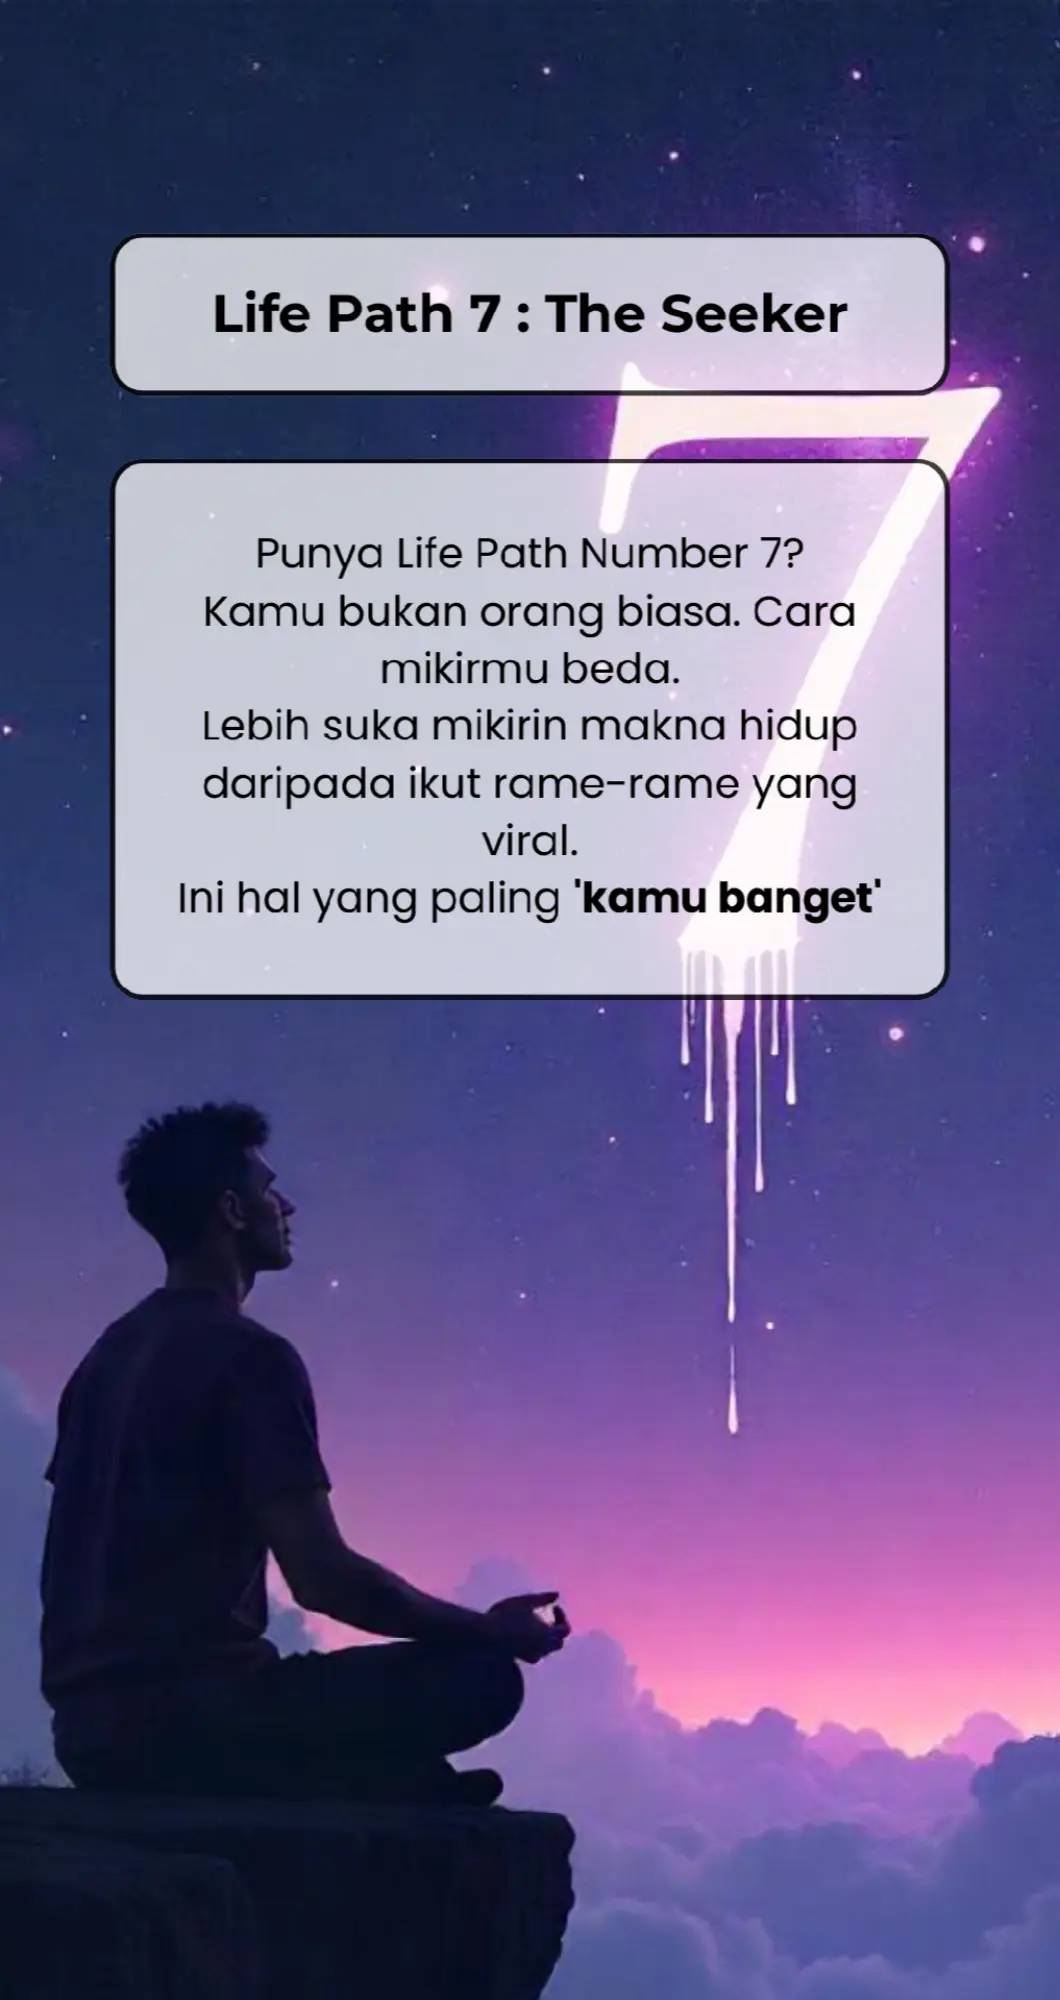 Life Path 7 : The Seeker
Punya Life Path Number 7?
Kamu bukan orang biasa. Cara
mikirmu beda.
Lebih suka mikirin makna hidup
daripada ikut rame-rame yang
viral.
Ini hal yang paling 'kamu banget'
7